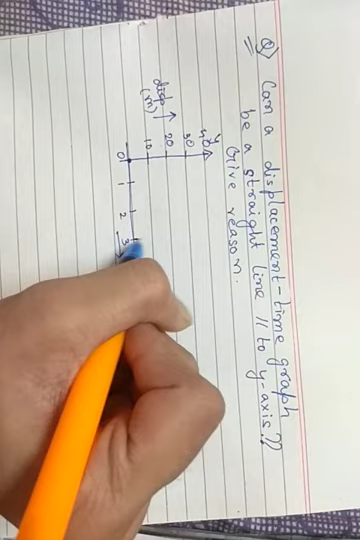 Q) Can a displacement-time graph
be a straight line // to y-axis??
Give reason.
y
40
30
20
10
disp →
(m)
0 1 2 3